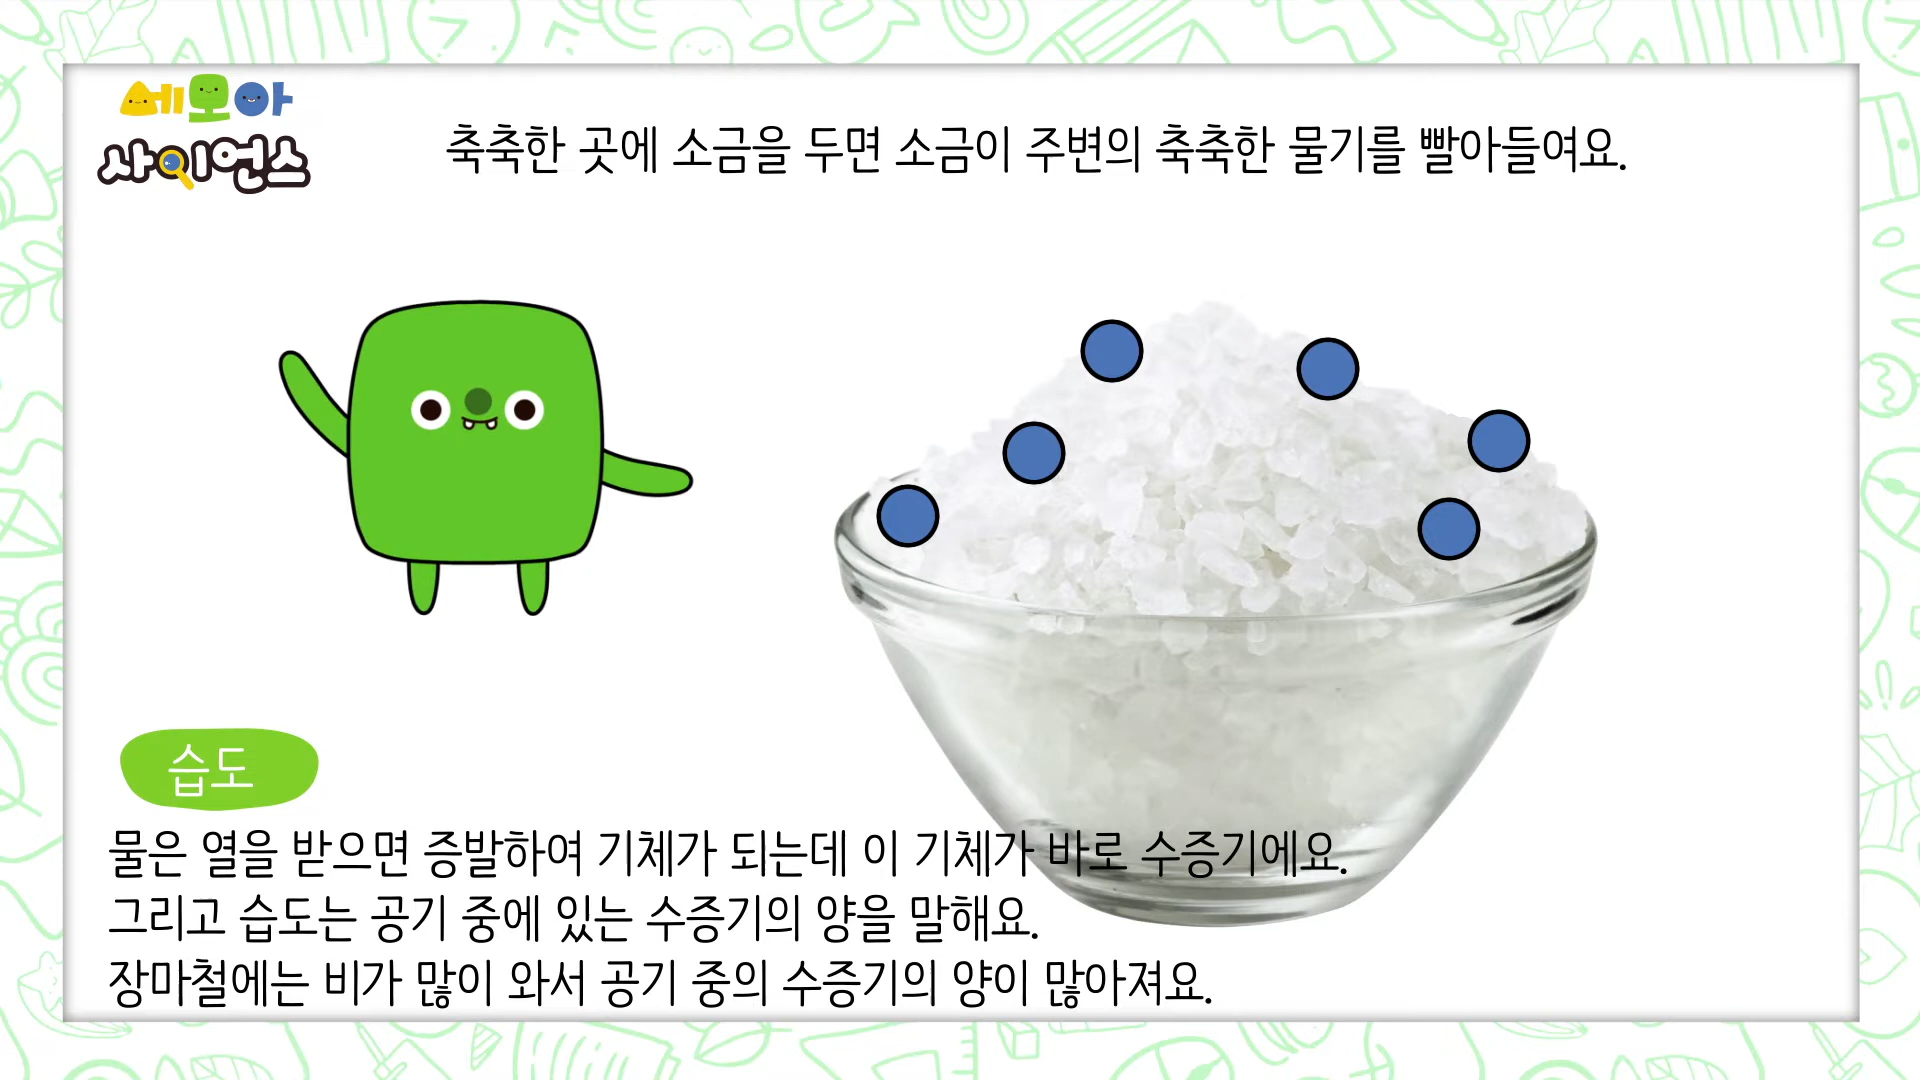 세모아
사이언스
축축한 곳에 소금을 두면 소금이 주변의 축축한 물기를 빨아들여요.
습도
물은 열을 받으면 증발하여 기체가 되는데 이 기체가 바로 수증기에요.
그리고 습도는 공기 중에 있는 수증기의 양을 말해요.
장마철에는 비가 많이 와서 공기 중의 수증기의 양이 많아져요.